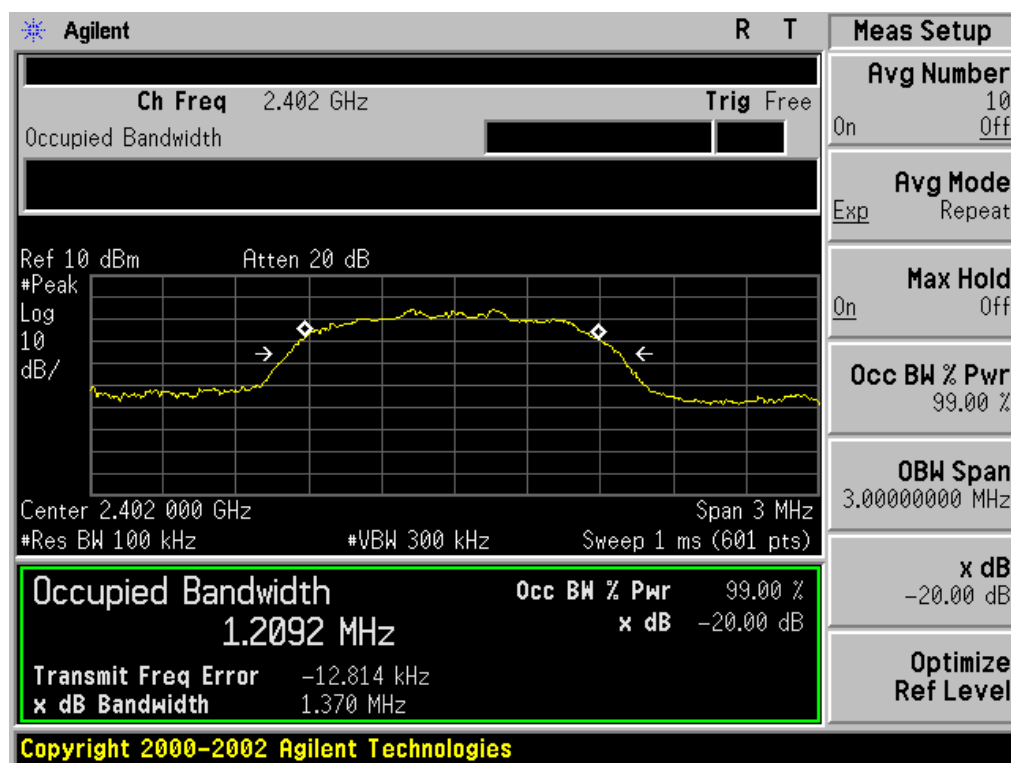 Agilent R T Meas Setup
Ch Freq 2.402 GHz Trig Free
Occupied Bandwidth
Avg Number
10
On Off
Avg Mode
Exp Repeat
Max Hold
On Off
Occ BW % Pwr
99.00 %
OBW Span
3.00000000 MHz
x dB
-20.00 dB
Optimize
Ref Level
Ref 10 dBm Atten 20 dB
#Peak
Log
10
dB/
Center 2.402 000 GHz Span 3 MHz
#Res BW 100 kHz #VBW 300 kHz Sweep 1 ms (601 pts)
Occupied Bandwidth Occ BW % Pwr 99.00 %
1.2092 MHz x dB -20.00 dB
Transmit Freq Error -12.814 kHz
x dB Bandwidth 1.370 MHz
Copyright 2000-2002 Agilent Technologies